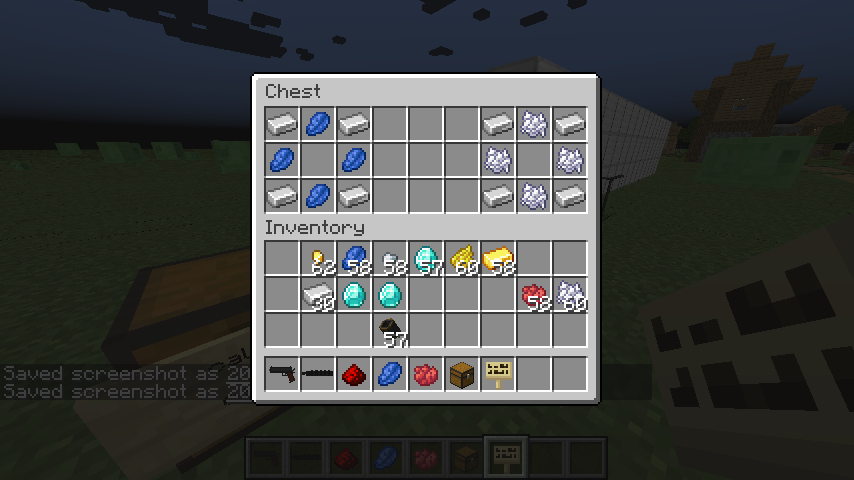 Chest
Inventory
62 58 58 57 60 58
30 58 60
57
Saved screenshot as 20
Saved screenshot as 20